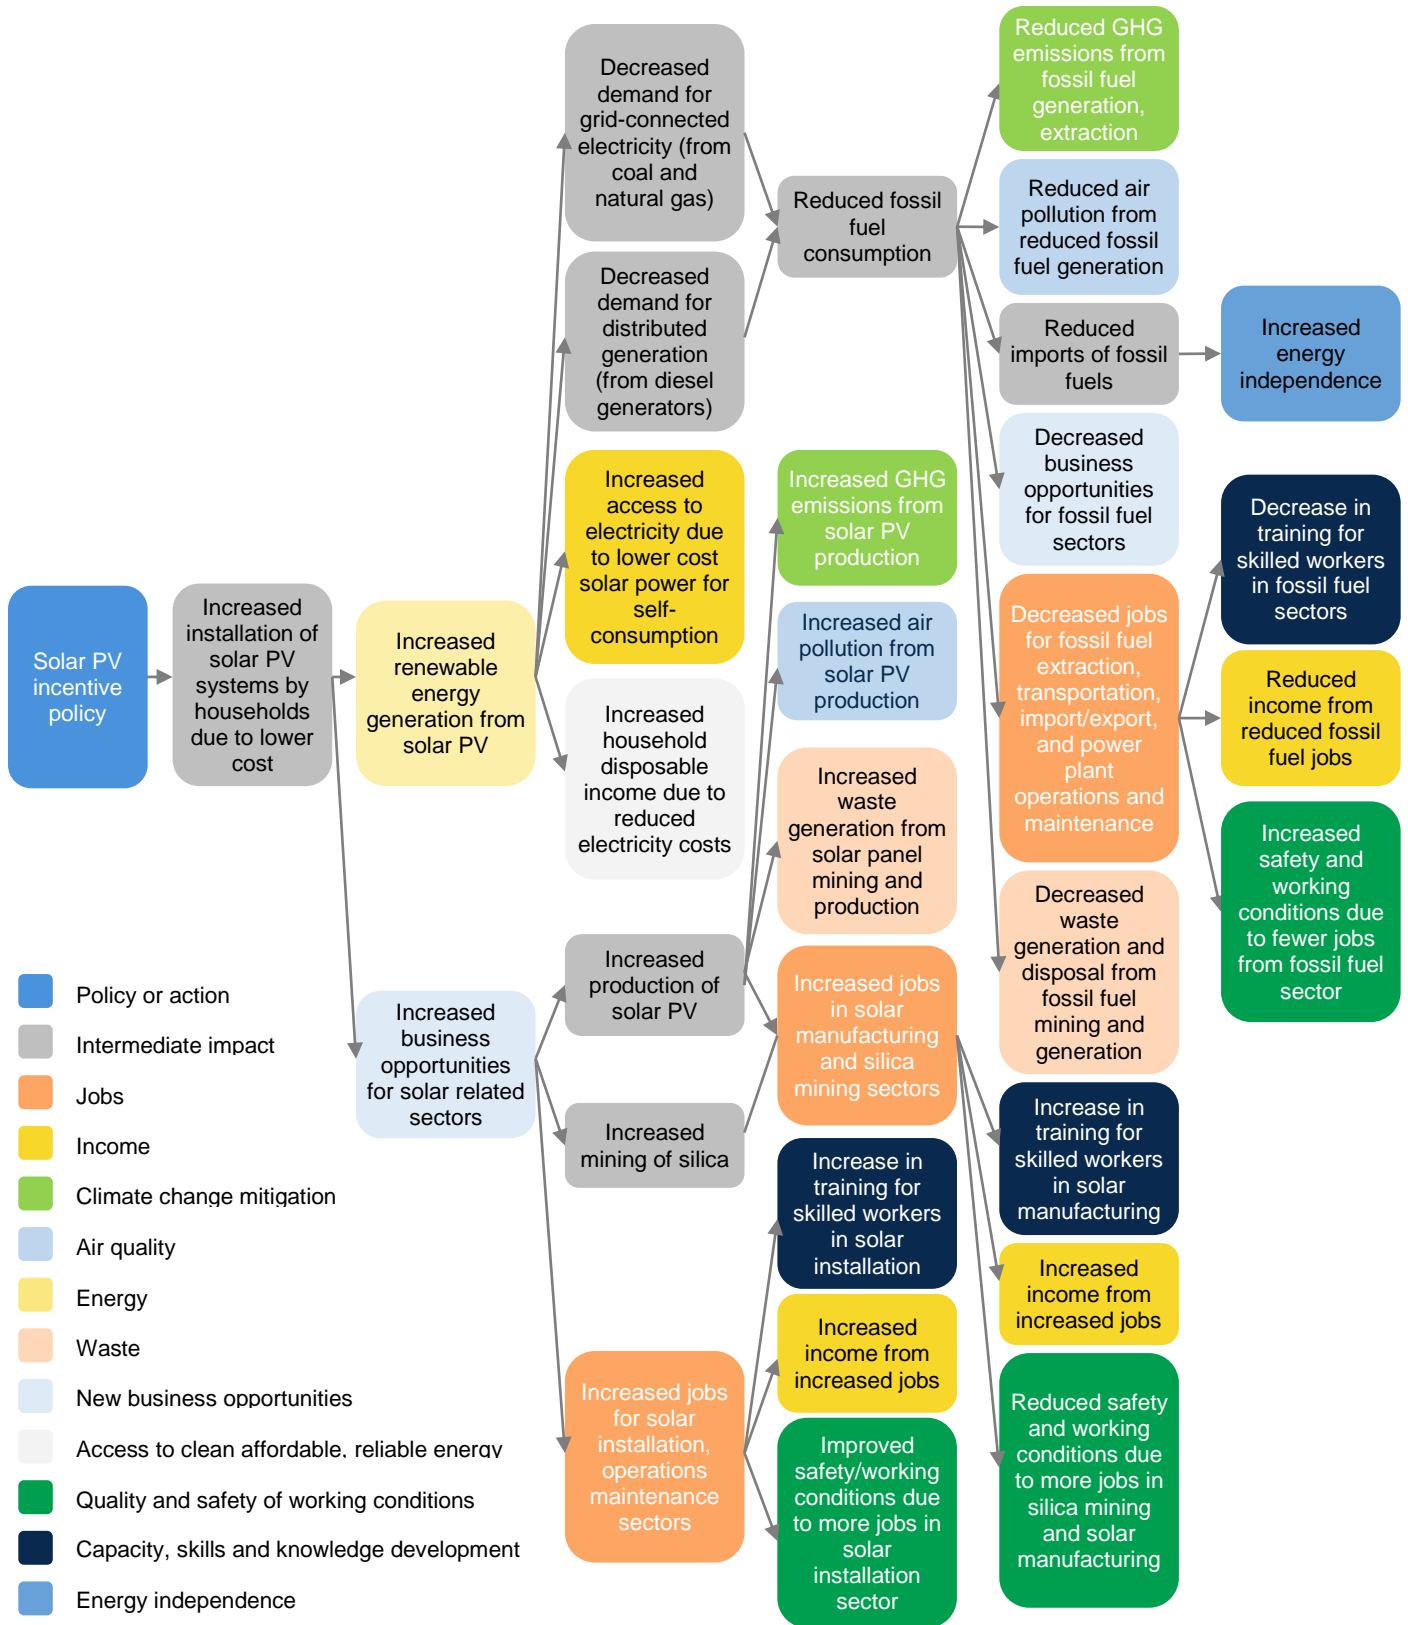 Solar PV
incentive
policy
Increased
installation of
solar PV
systems by
households
due to lower
cost
Increased
renewable
energy
generation from
solar PV
Increased
business
opportunities
for solar related
sectors
Decreased
demand for
grid-connected
electricity (from
coal and
natural gas)
Decreased
demand for
distributed
generation
(from diesel
generators)
Increased
access to
electricity due
to lower cost
solar power for
self-
consumption
Increased
household
disposable
income due to
reduced
electricity costs
Increased
production of
solar PV
Increased
mining of silica
Increased jobs
for solar
installation,
operations
maintenance
sectors
Reduced fossil
fuel
consumption
Increased GHG
emissions from
solar PV
production
Increased air
pollution from
solar PV
production
Increased
waste
generation from
solar panel
mining and
production
Increased jobs
in solar
manufacturing
and silica
mining sectors
Increase in
training for
skilled workers
in solar
installation
Increased
income from
increased jobs
Improved
safety/working
conditions due
to more jobs in
solar
installation
sector
Reduced GHG
emissions from
fossil fuel
generation,
extraction
Reduced air
pollution from
reduced fossil
fuel generation
Reduced
imports of fossil
fuels
Decreased
business
opportunities
for fossil fuel
sectors
Decreased jobs
for fossil fuel
extraction,
transportation,
import/export,
and power
plant
operations and
maintenance
Decreased
waste
generation and
disposal from
fossil fuel
mining and
generation
Increase in
training for
skilled workers
in solar
manufacturing
Increased
income from
increased jobs
Reduced safety
and working
conditions due
to more jobs in
silica mining
and solar
manufacturing
Increased
energy
independence
Decrease in
training for
skilled workers
in fossil fuel
sectors
Reduced
income from
reduced fossil
fuel jobs
Increased
safety and
working
conditions due
to fewer jobs
from fossil fuel
sector
Policy or action
Intermediate impact
Jobs
Income
Climate change mitigation
Air quality
Energy
Waste
New business opportunities
Access to clean affordable, reliable energy
Quality and safety of working conditions
Capacity, skills and knowledge development
Energy independence